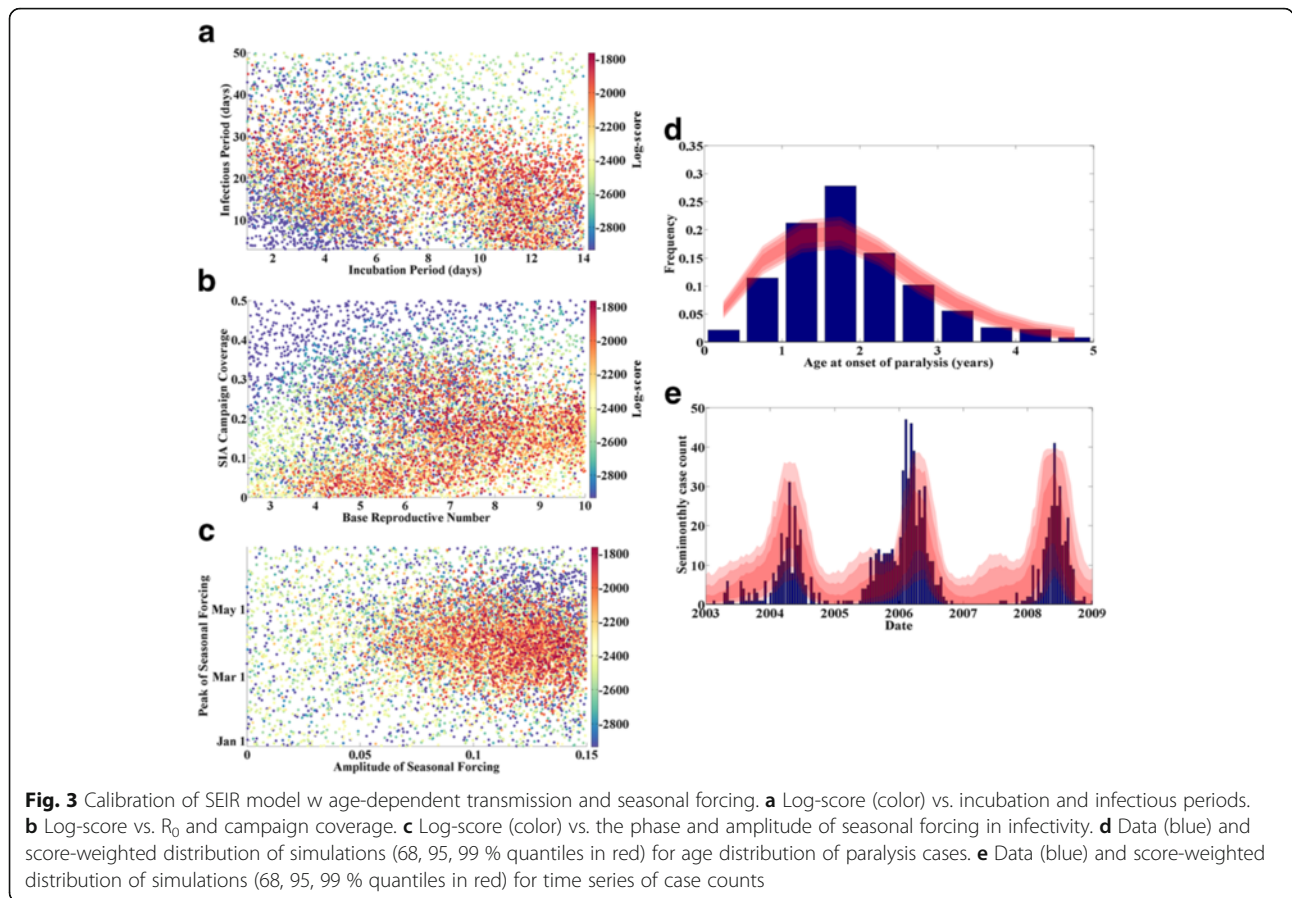 a
50
40
30
20
10
Infectious Period (days)
2 4 6 8 10 12 14
Incubation Period (days)
-1800
-2000
-2200
-2400
-2600
-2800
Log-score
b
0.5
0.4
0.3
0.2
0.1
0
SIA Campaign Coverage
3 4 5 6 7 8 9 10
Base Reproductive Number
-1800
-2000
-2200
-2400
-2600
-2800
Log-score
c
May 1
Mar 1
Jan 1
Peak of Seasonal Forcing
0 0.05 0.1 0.15
Amplitude of Seasonal Forcing
-1800
-2000
-2200
-2400
-2600
-2800
d
0.35
0.3
0.25
0.2
0.15
0.1
0.05
0
Frequency
0 1 2 3 4 5
Age at onset of paralysis (years)
e
50
40
30
20
10
0
Semimonthly case count
2003 2004 2005 2006 2007 2008 2009
Date
Fig. 3 Calibration of SEIR model w age-dependent transmission and seasonal forcing. a Log-score (color) vs. incubation and infectious periods.
b Log-score vs. R0 and campaign coverage. c Log-score (color) vs. the phase and amplitude of seasonal forcing in infectivity. d Data (blue) and
score-weighted distribution of simulations (68, 95, 99 % quantiles in red) for age distribution of paralysis cases. e Data (blue) and score-weighted
distribution of simulations (68, 95, 99 % quantiles in red) for time series of case counts